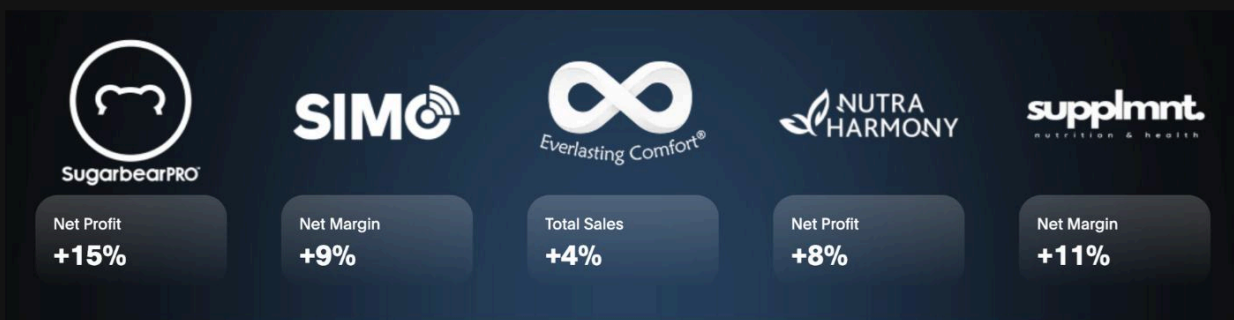 SugarbearPRO™
SIMO
Everlasting Comfort®
NUTRA
HARMONY
supplmnt.
nutrition & health
Net Profit
+15%
Net Margin
+9%
Total Sales
+4%
Net Profit
+8%
Net Margin
+11%